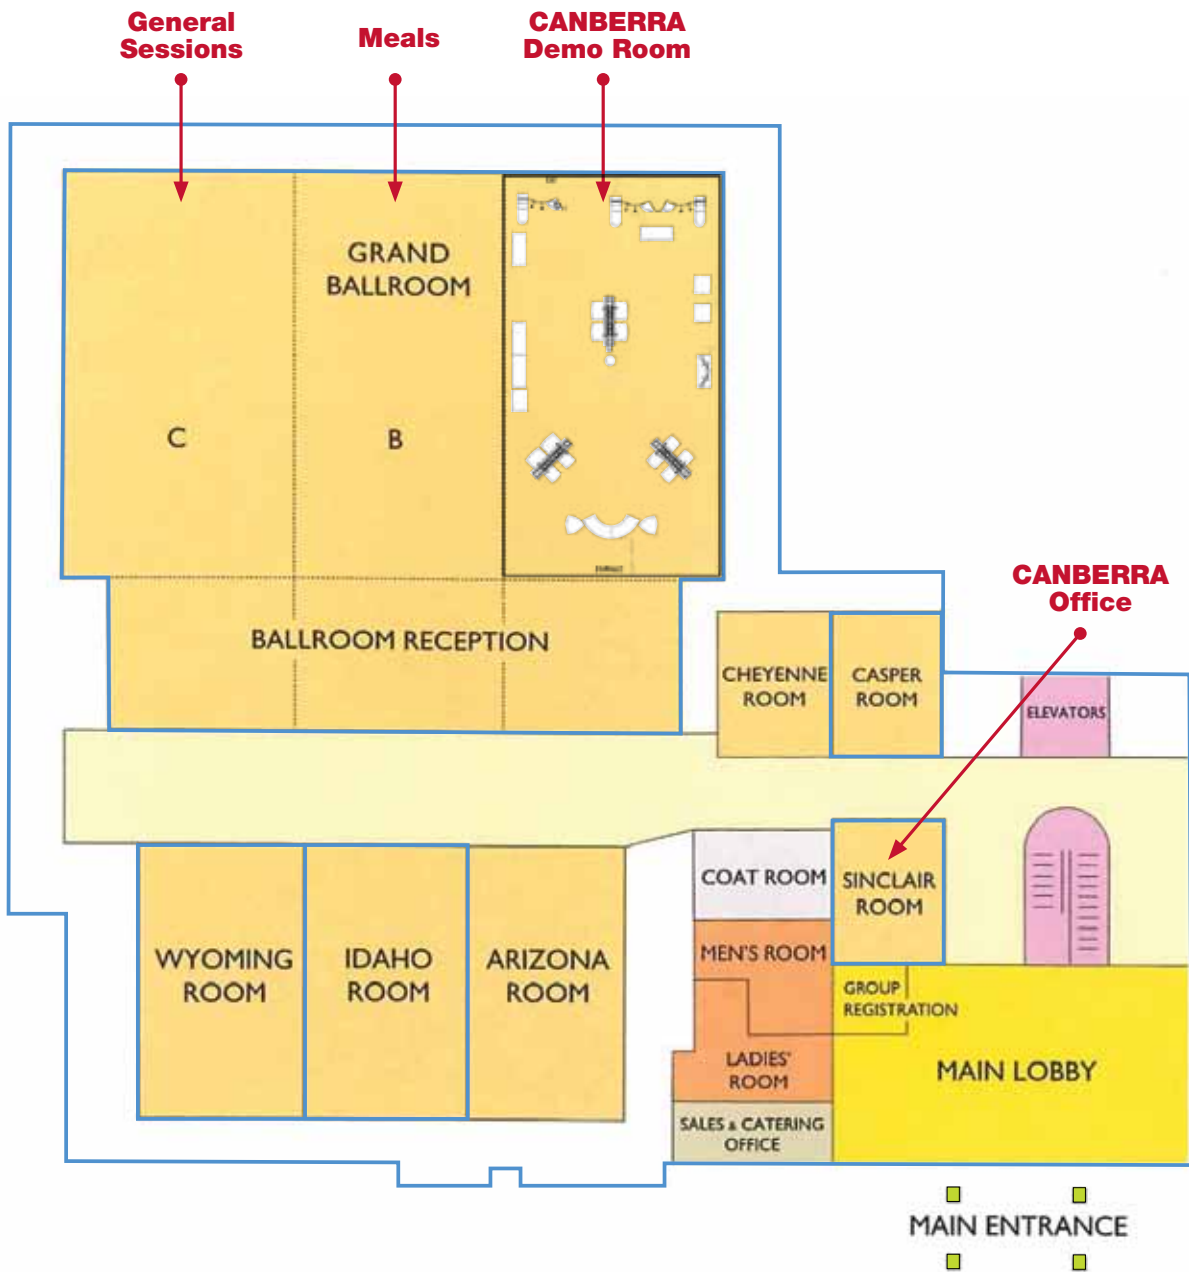 General
Sessions
Meals
CANBERRA
Demo Room
GRAND
BALLROOM
C
B
BALLROOM RECEPTION
CANBERRA
Office
CHEYENNE
ROOM
CASPER
ROOM
ELEVATORS
COAT ROOM
SINCLAIR
ROOM
WYOMING
ROOM
IDAHO
ROOM
ARIZONA
ROOM
MEN'S ROOM
GROUP
REGISTRATION
LADIES'
ROOM
MAIN LOBBY
SALES & CATERING
OFFICE
MAIN ENTRANCE